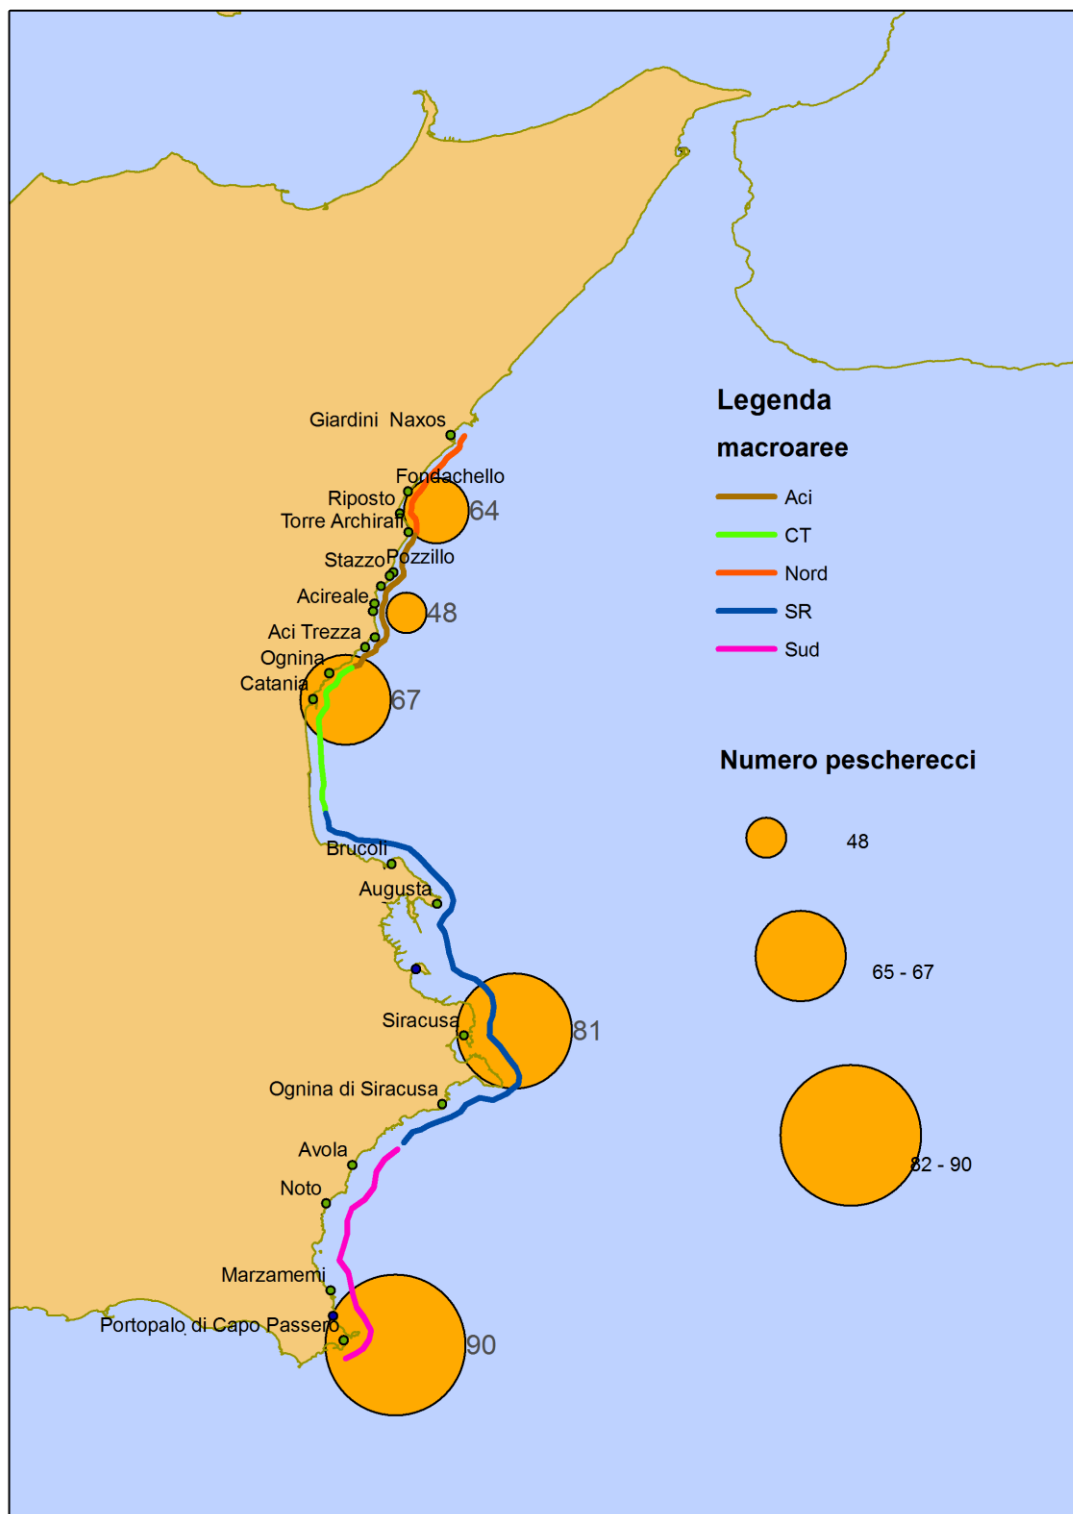 Giardini Naxos
Fondachello
Riposto
64
Torre Archirafi
Stazzo
Pozzillo
Acireale
48
Aci Trezza
Ognina
Catania
67
Brucoli
Augusta
Siracusa
81
Ognina di Siracusa
Avola
Noto
Marzamemi
Portopalo di Capo Passero
90
Legenda
macroaree
Aci
CT
Nord
SR
Sud
Numero pescherecci
48
65 - 67
82 - 90